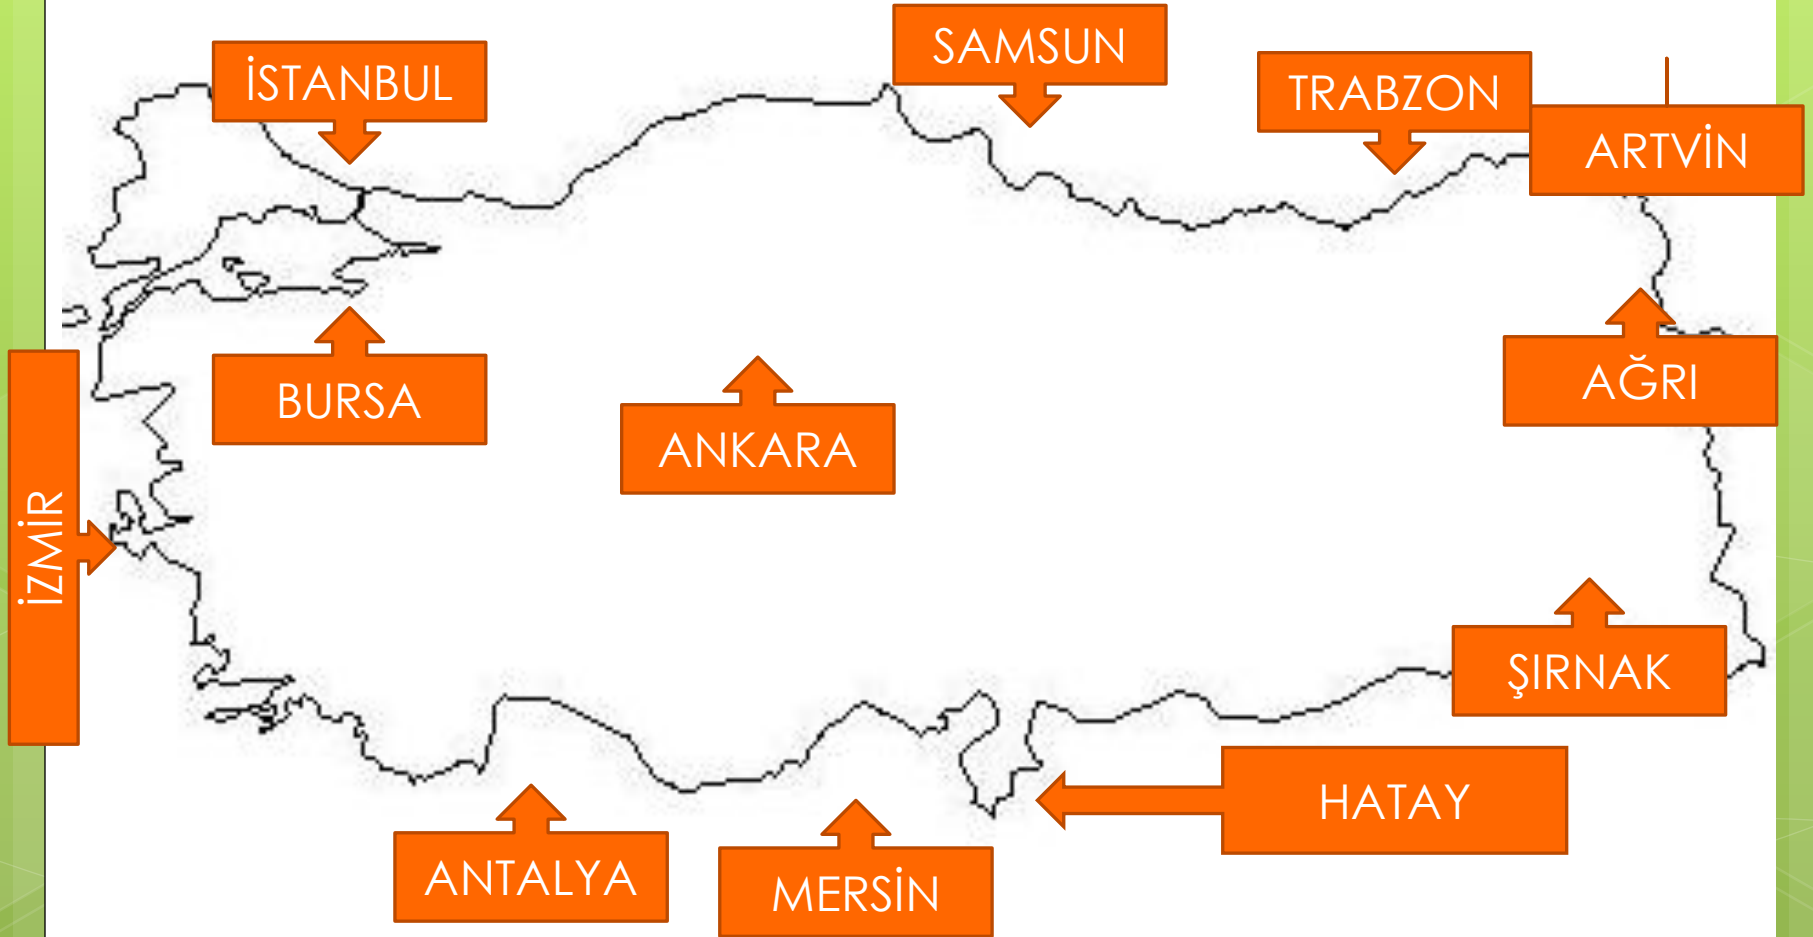 SAMSUN
İSTANBUL
TRABZON
ARTVİN
AĞRI
BURSA
ANKARA
İZMİR
ŞIRNAK
HATAY
ANTALYA
MERSİN